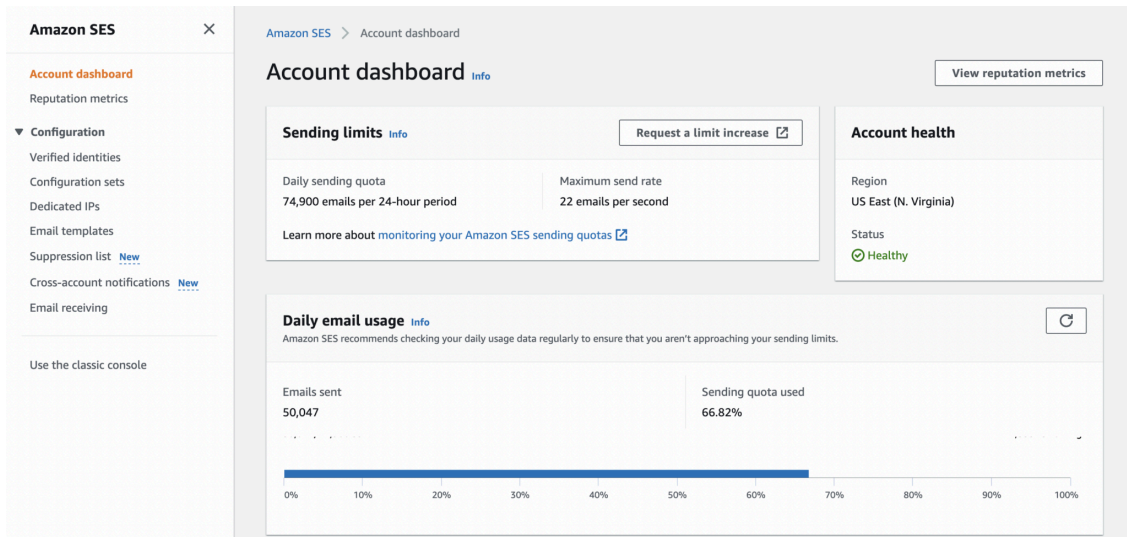 Amazon SES
Account dashboard
Reputation metrics
Configuration
Verified identities
Configuration sets
Dedicated IPs
Email templates
Suppression list New
Cross-account notifications New
Email receiving
Use the classic console
Amazon SES > Account dashboard
Account dashboard Info
View reputation metrics
Sending limits Info
Request a limit increase
Daily sending quota
74,900 emails per 24-hour period
Maximum send rate
22 emails per second
Learn more about monitoring your Amazon SES sending quotas
Account health
Region
US East (N. Virginia)
Status
Healthy
Daily email usage Info
Amazon SES recommends checking your daily usage data regularly to ensure that you aren't approaching your sending limits.
Emails sent
50,047
Sending quota used
66.82%
0% 10% 20% 30% 40% 50% 60% 70% 80% 90% 100%